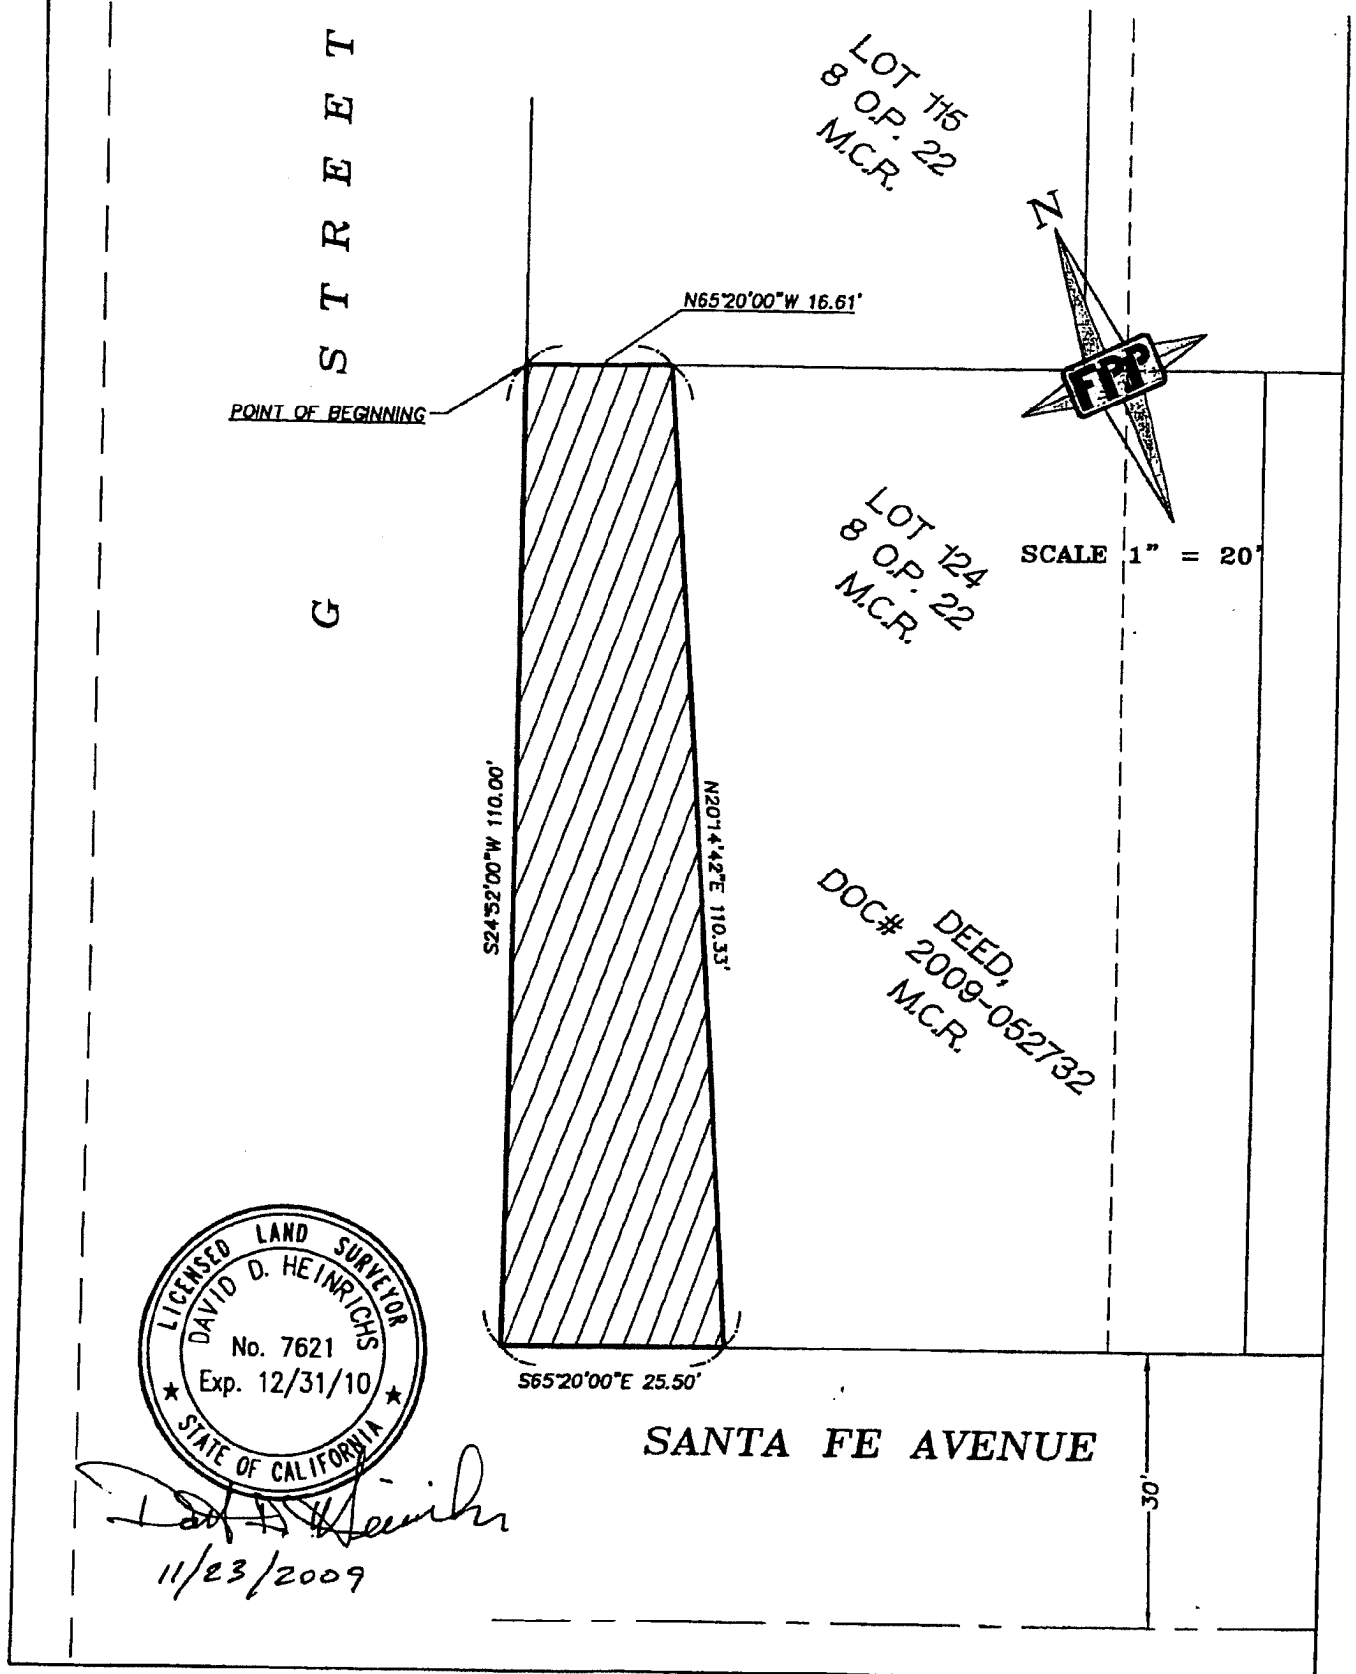 G STREET
LOT 115
8 O.P. 22
M.C.R.
N
FPP
N65°20'00"W 16.61'
POINT OF BEGINNING
LOT 124
8 O.P. 22
M.C.R.
SCALE 1" = 20'
S24°52'00"W 110.00'
N20°14'42"E 110.33'
DEED,
DOC# 2009-052732
M.C.R.
LICENSED LAND SURVEYOR
DAVID D. HEINRICHS
No. 7621
Exp. 12/31/10
★ STATE OF CALIFORNIA ★
S65°20'00"E 25.50'
SANTA FE AVENUE
30'
11/23/2009